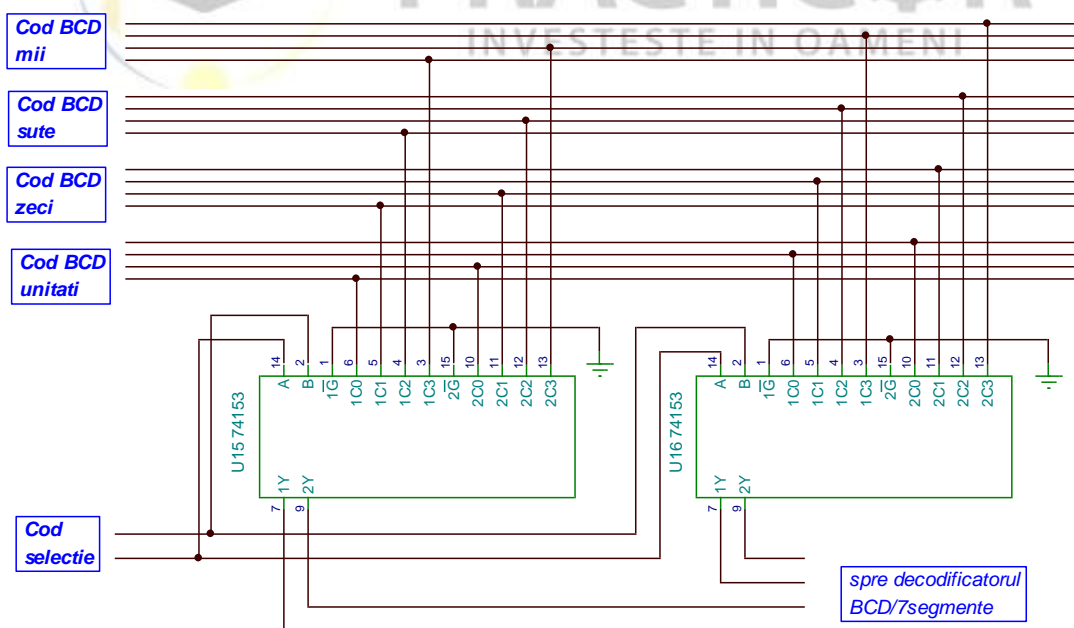 INVESTESTE IN OAMENI
Cod BCD
mii
Cod BCD
sute
Cod BCD
zeci
Cod BCD
unitati
14
2
1
6
5
4
3
15
10
11
12
13
A
B
1G
1C0
1C1
1C2
1C3
2G
2C0
2C1
2C2
2C3
U15 74153
1Y
2Y
7
9
14
2
1
6
5
4
3
15
10
11
12
13
A
B
1G
1C0
1C1
1C2
1C3
2G
2C0
2C1
2C2
2C3
U16 74153
1Y
2Y
7
9
Cod
selectie
spre decodificatorul
BCD/7segmente